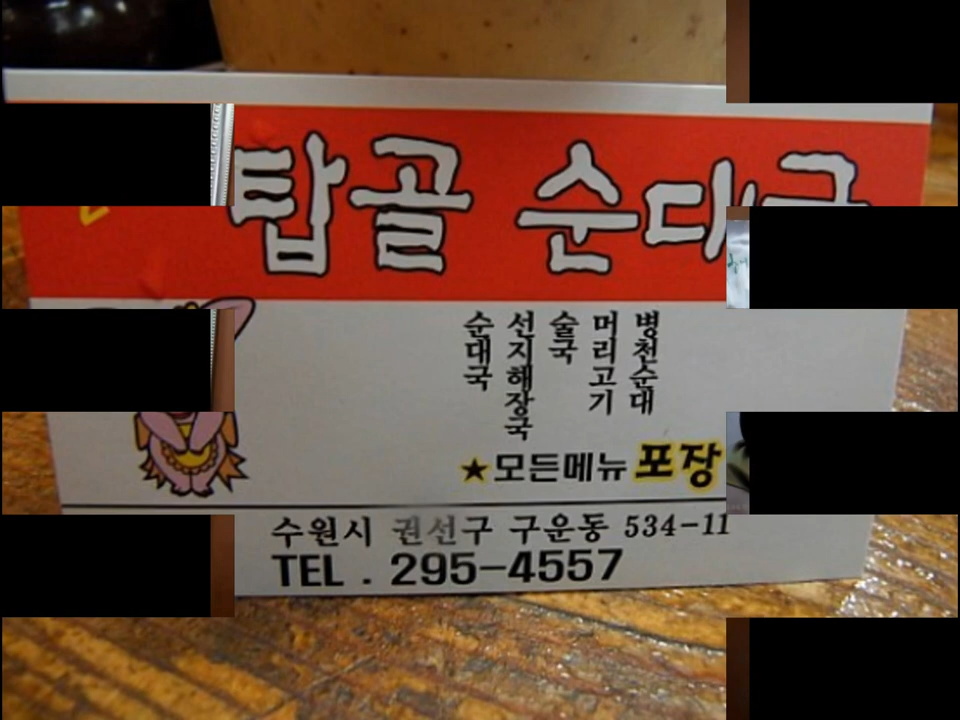 탑골 순대국
순대국
선지해장국
술국
머리고기
병천순대
★모든메뉴 포장
수원시 권선구 구운동 534-11
TEL . 295-4557